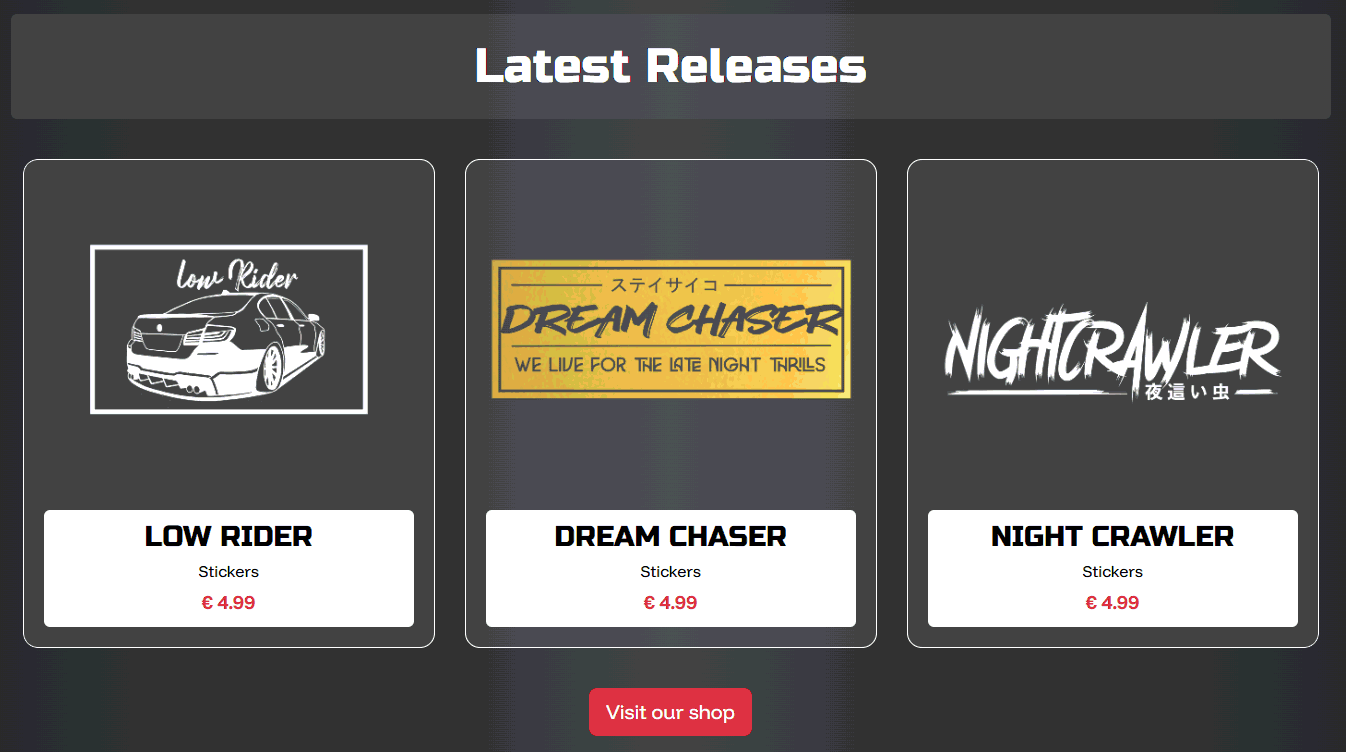 Latest Releases
Low Rider
ステイサイコ
DREAM CHASER
WE LIVE FOR THE LATE NIGHT THRILLS
NIGHTCRAWLER
夜這い虫
LOW RIDER
Stickers
€ 4.99
DREAM CHASER
Stickers
€ 4.99
NIGHT CRAWLER
Stickers
€ 4.99
Visit our shop